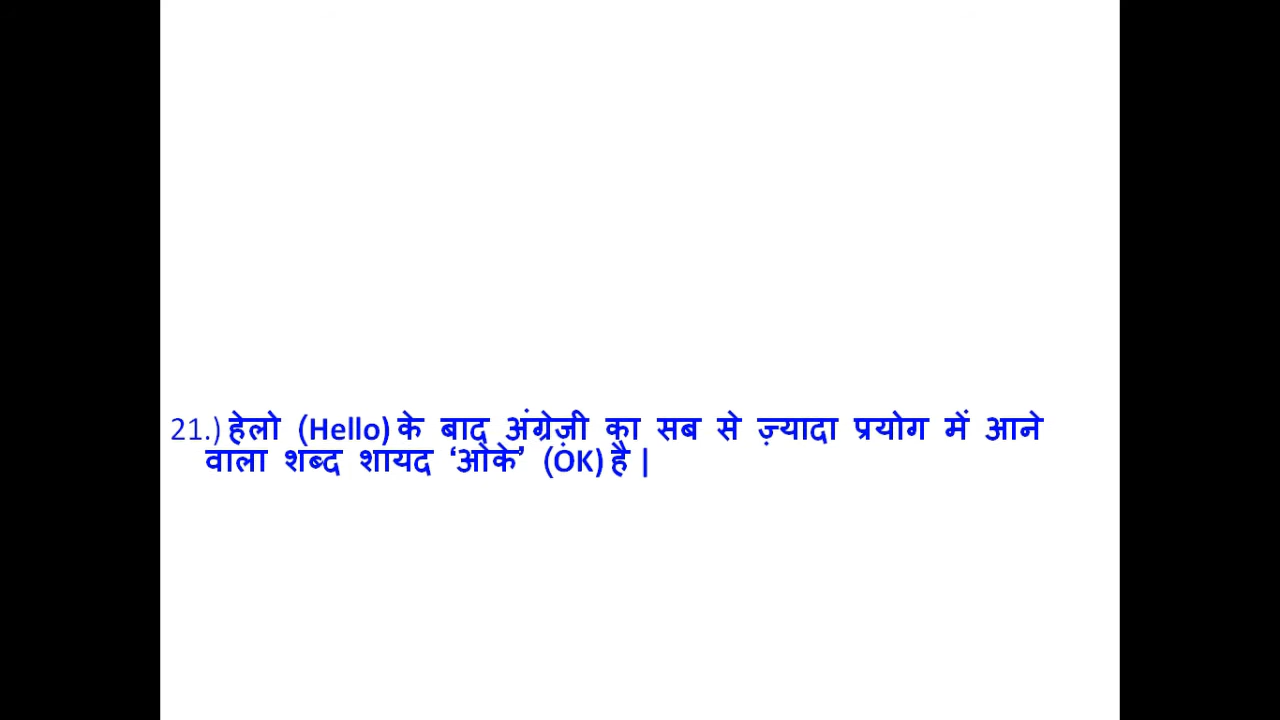 21.) हेलो (Hello) के बाद अंग्रेज़ी का सब से ज़्यादा प्रयोग में आने
वाला शब्द शायद ‘ओके’ (OK) है |